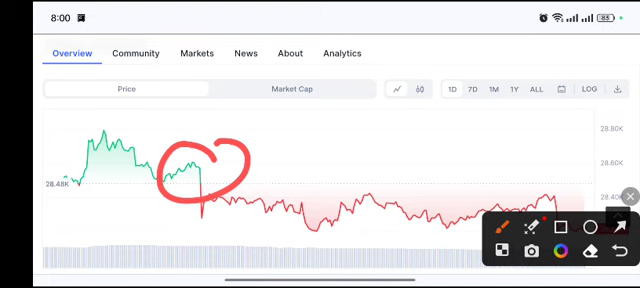 8:00 83
Overview Community Markets News About Analytics
Price Market Cap 1D 7D 1M 1Y ALL LOG
28.80K
28.60K
28.48K
28.40K